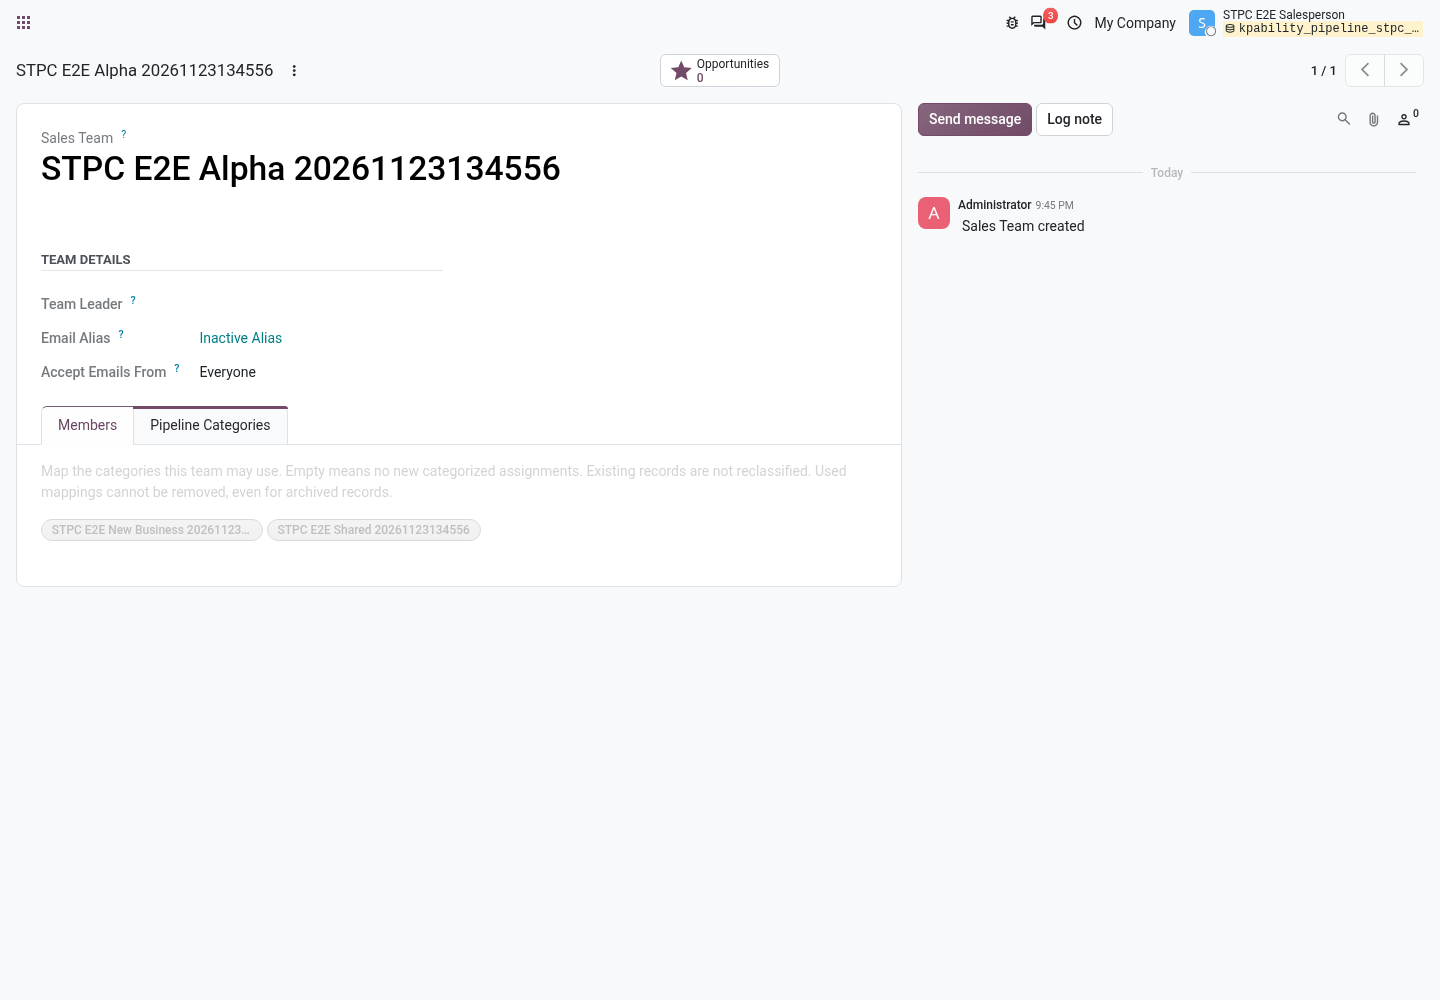 3
My Company
S
STPC E2E Salesperson
kpability_pipeline_stpc_…
STPC E2E Alpha 20261123134556
Opportunities
0
1 / 1
Sales Team ?
STPC E2E Alpha 20261123134556
TEAM DETAILS
Team Leader ?
Email Alias ?
Inactive Alias
Accept Emails From ?
Everyone
Members
Pipeline Categories
Map the categories this team may use. Empty means no new categorized assignments. Existing records are not reclassified. Used
mappings cannot be removed, even for archived records.
STPC E2E New Business 20261123…
STPC E2E Shared 20261123134556
Send message
Log note
0
Today
A
Administrator 9:45 PM
Sales Team created